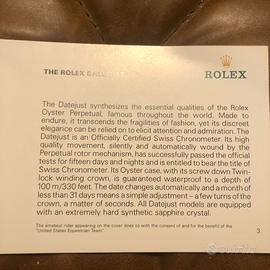 THE ROLEX DATEJUST
ROLEX
The Datejust synthesizes the essential qualities of the Rolex
Oyster Perpetual, famous throughout the world. Made to
endure, it transcends the fragilities of fashion, yet its discreet
elegance can be relied on to elicit attention and admiration. The
Datejust is an Officially Certified Swiss Chronometer. Its high
quality movement, silently and automatically wound by the
Perpetual rotor mechanism, has successfully passed the official
tests for fifteen days and nights and is entitled to bear the title of
Swiss Chronometer. Its Oyster case, with its screw down Twin-
lock winding crown, is guaranteed waterproof to a depth of
100 m/330 feet. The date changes automatically and a month of
less than 31 days means a simple adjustment – a few turns of the
crown, a matter of seconds. All Datejust models are equipped
with an extremely hard synthetic sapphire crystal.
The amateur rider appearing on the cover does so with the consent of and for the benefit of the
"United States Equestrian Team"
3